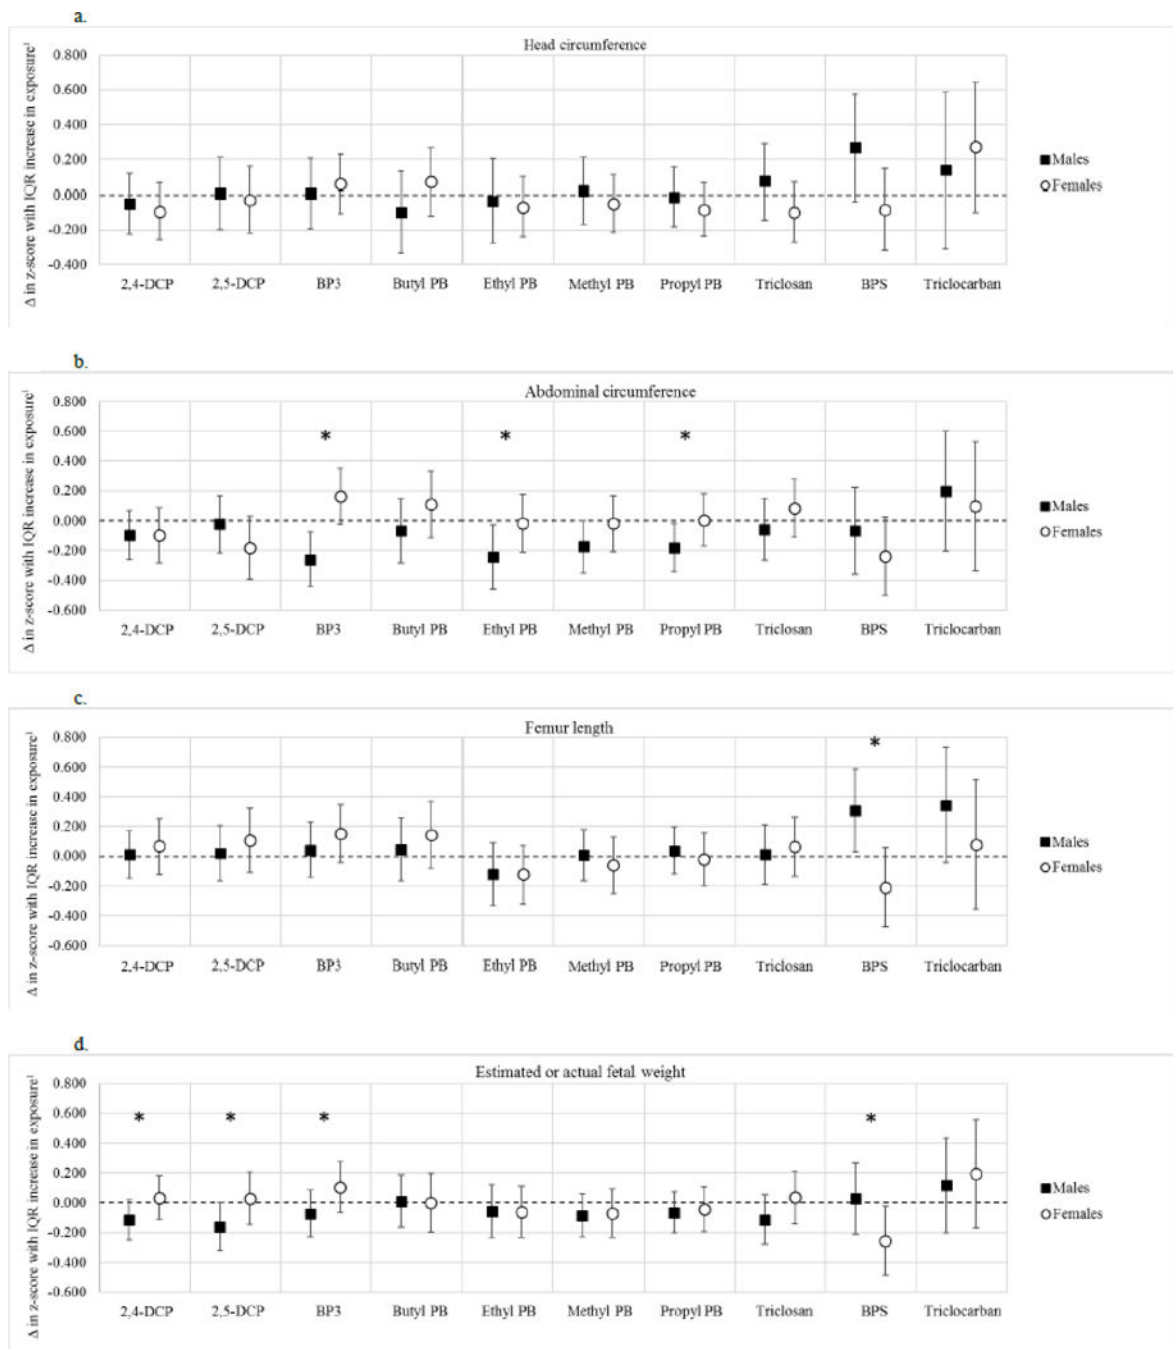 a.
Head circumference
Δ in z-score with IQR increase in exposure¹
0.800
0.600
0.400
0.200
0.000
-0.200
-0.400
2,4-DCP 2,5-DCP BP3 Butyl PB Ethyl PB Methyl PB Propyl PB Triclosan BPS Triclocarban
Males
Females
b.
Abdominal circumference
Δ in z-score with IQR increase in exposure¹
0.800
0.600
0.400
0.200
0.000
-0.200
-0.400
-0.600
* * *
2,4-DCP 2,5-DCP BP3 Butyl PB Ethyl PB Methyl PB Propyl PB Triclosan BPS Triclocarban
Males
Females
c.
Femur length
Δ in z-score with IQR increase in exposure¹
0.800
0.600
0.400
0.200
0.000
-0.200
-0.400
-0.600
*
2,4-DCP 2,5-DCP BP3 Butyl PB Ethyl PB Methyl PB Propyl PB Triclosan BPS Triclocarban
Males
Females
d.
Estimated or actual fetal weight
Δ in z-score with IQR increase in exposure¹
0.800
0.600
0.400
0.200
0.000
-0.200
-0.400
-0.600
* * * *
2,4-DCP 2,5-DCP BP3 Butyl PB Ethyl PB Methyl PB Propyl PB Triclosan BPS Triclocarban
Males
Females